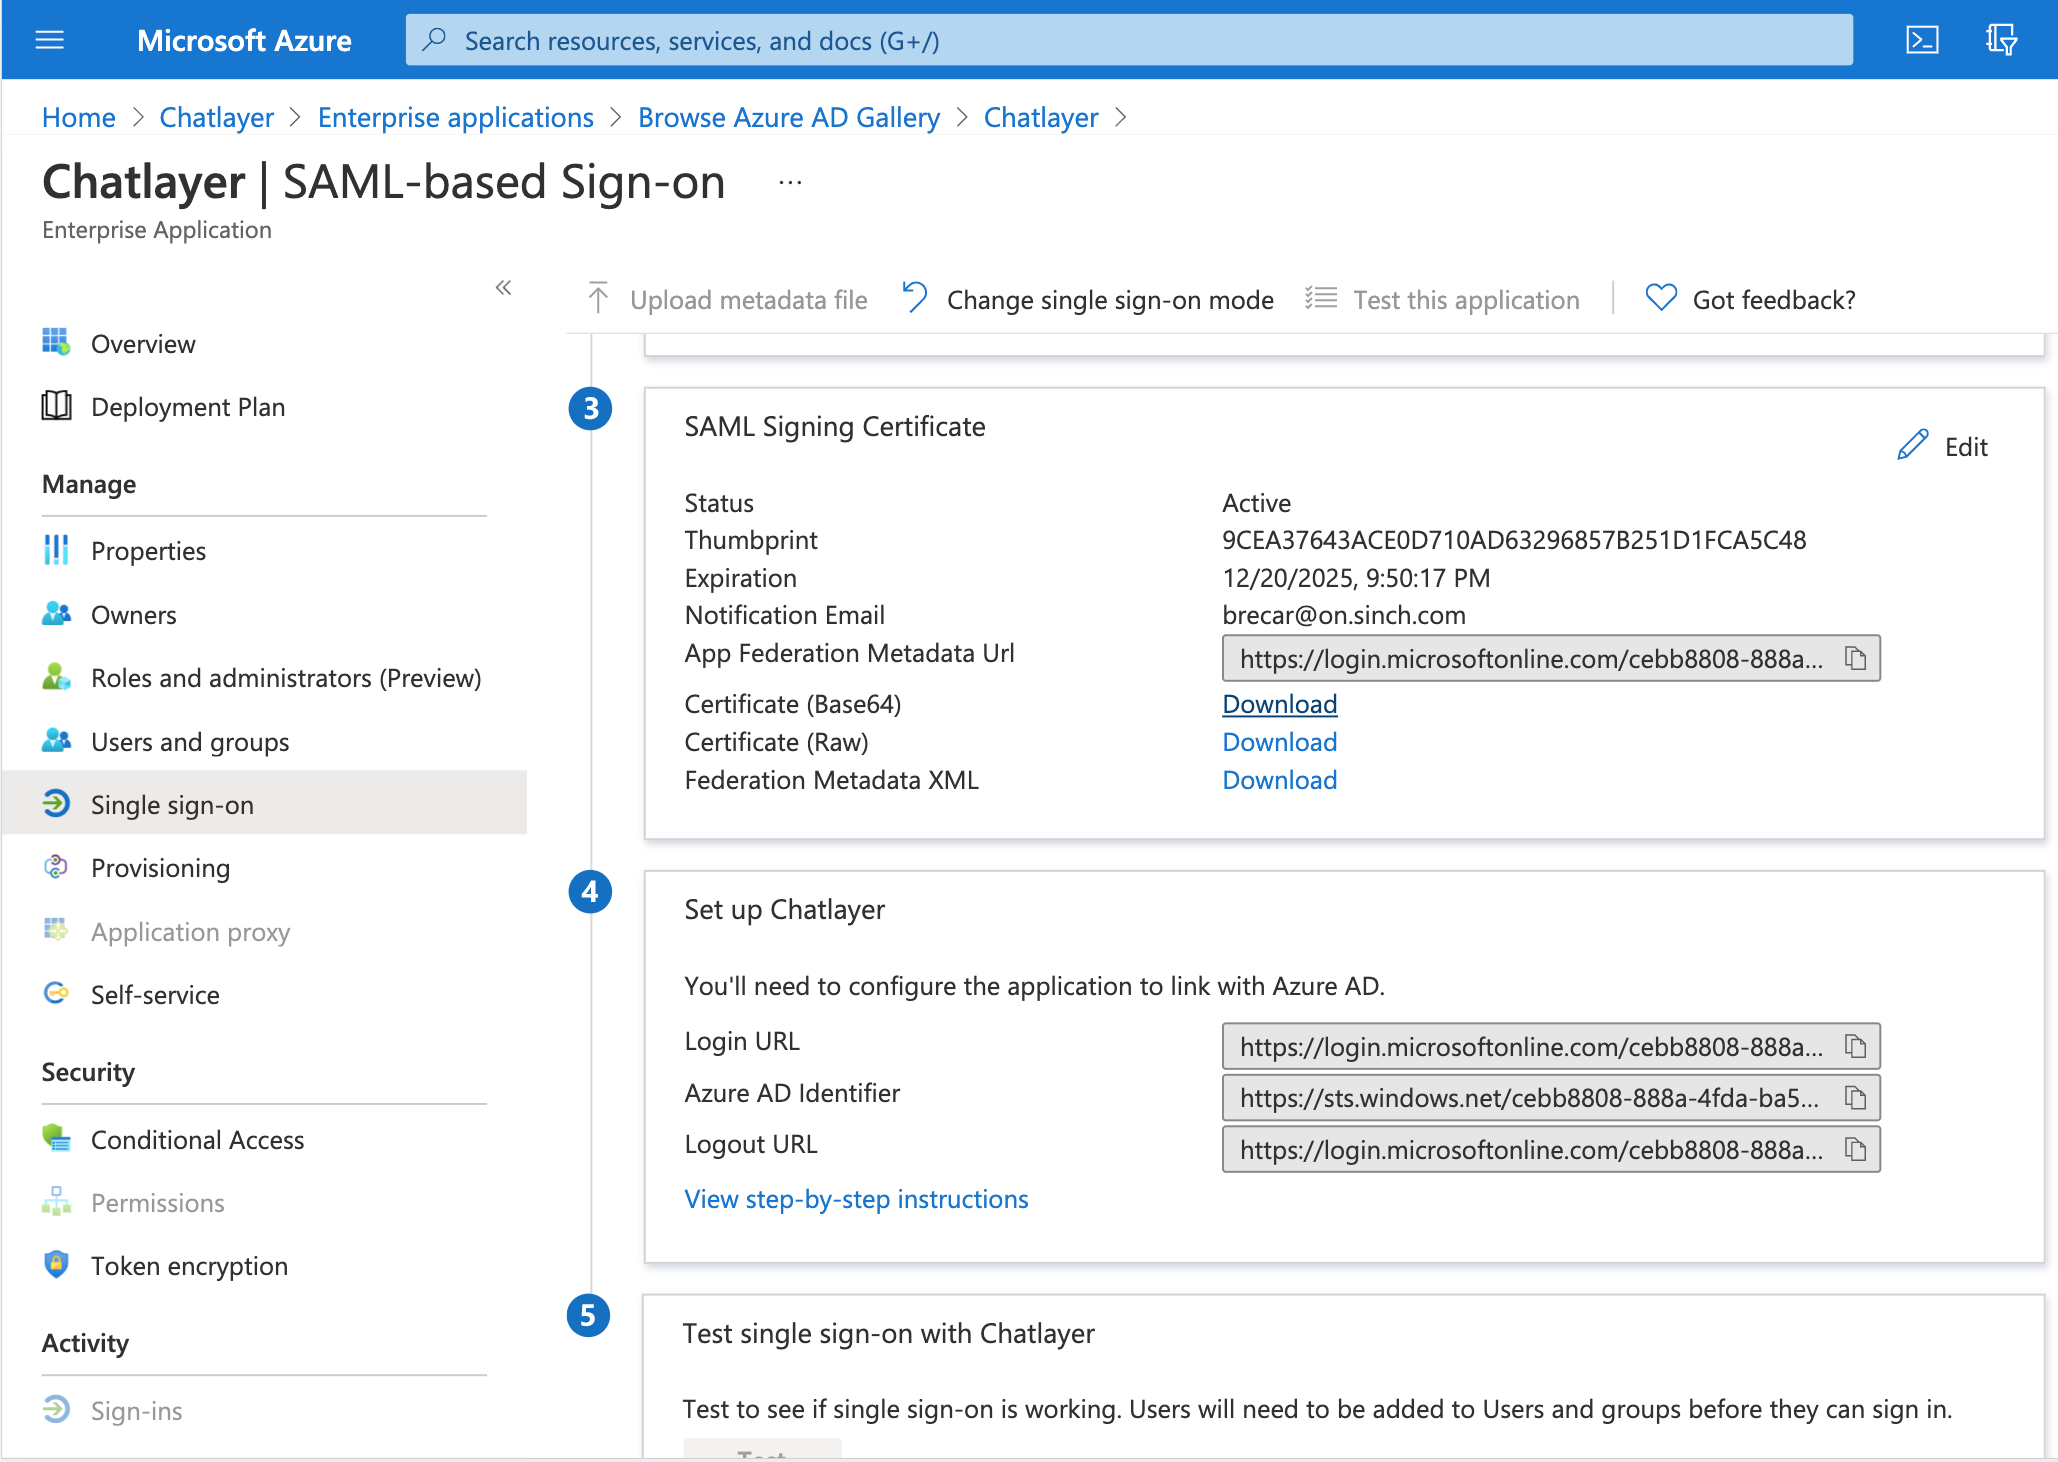 Microsoft Azure
Search resources, services, and docs (G+/)
Home > Chatlayer > Enterprise applications > Browse Azure AD Gallery > Chatlayer >
Chatlayer | SAML-based Sign-on ...
Enterprise Application
«
Overview
Deployment Plan
Manage
Properties
Owners
Roles and administrators (Preview)
Users and groups
Single sign-on
Provisioning
Application proxy
Self-service
Security
Conditional Access
Permissions
Token encryption
Activity
Sign-ins
Upload metadata file Change single sign-on mode Test this application Got feedback?
3
SAML Signing Certificate
Edit
Status Active
Thumbprint 9CEA37643ACE0D710AD63296857B251D1FCA5C48
Expiration 12/20/2025, 9:50:17 PM
Notification Email brecar@on.sinch.com
App Federation Metadata Url https://login.microsoftonline.com/cebb8808-888a...
Certificate (Base64) Download
Certificate (Raw) Download
Federation Metadata XML Download
4
Set up Chatlayer
You'll need to configure the application to link with Azure AD.
Login URL https://login.microsoftonline.com/cebb8808-888a...
Azure AD Identifier https://sts.windows.net/cebb8808-888a-4fda-ba5...
Logout URL https://login.microsoftonline.com/cebb8808-888a...
View step-by-step instructions
5
Test single sign-on with Chatlayer
Test to see if single sign-on is working. Users will need to be added to Users and groups before they can sign in.
Test